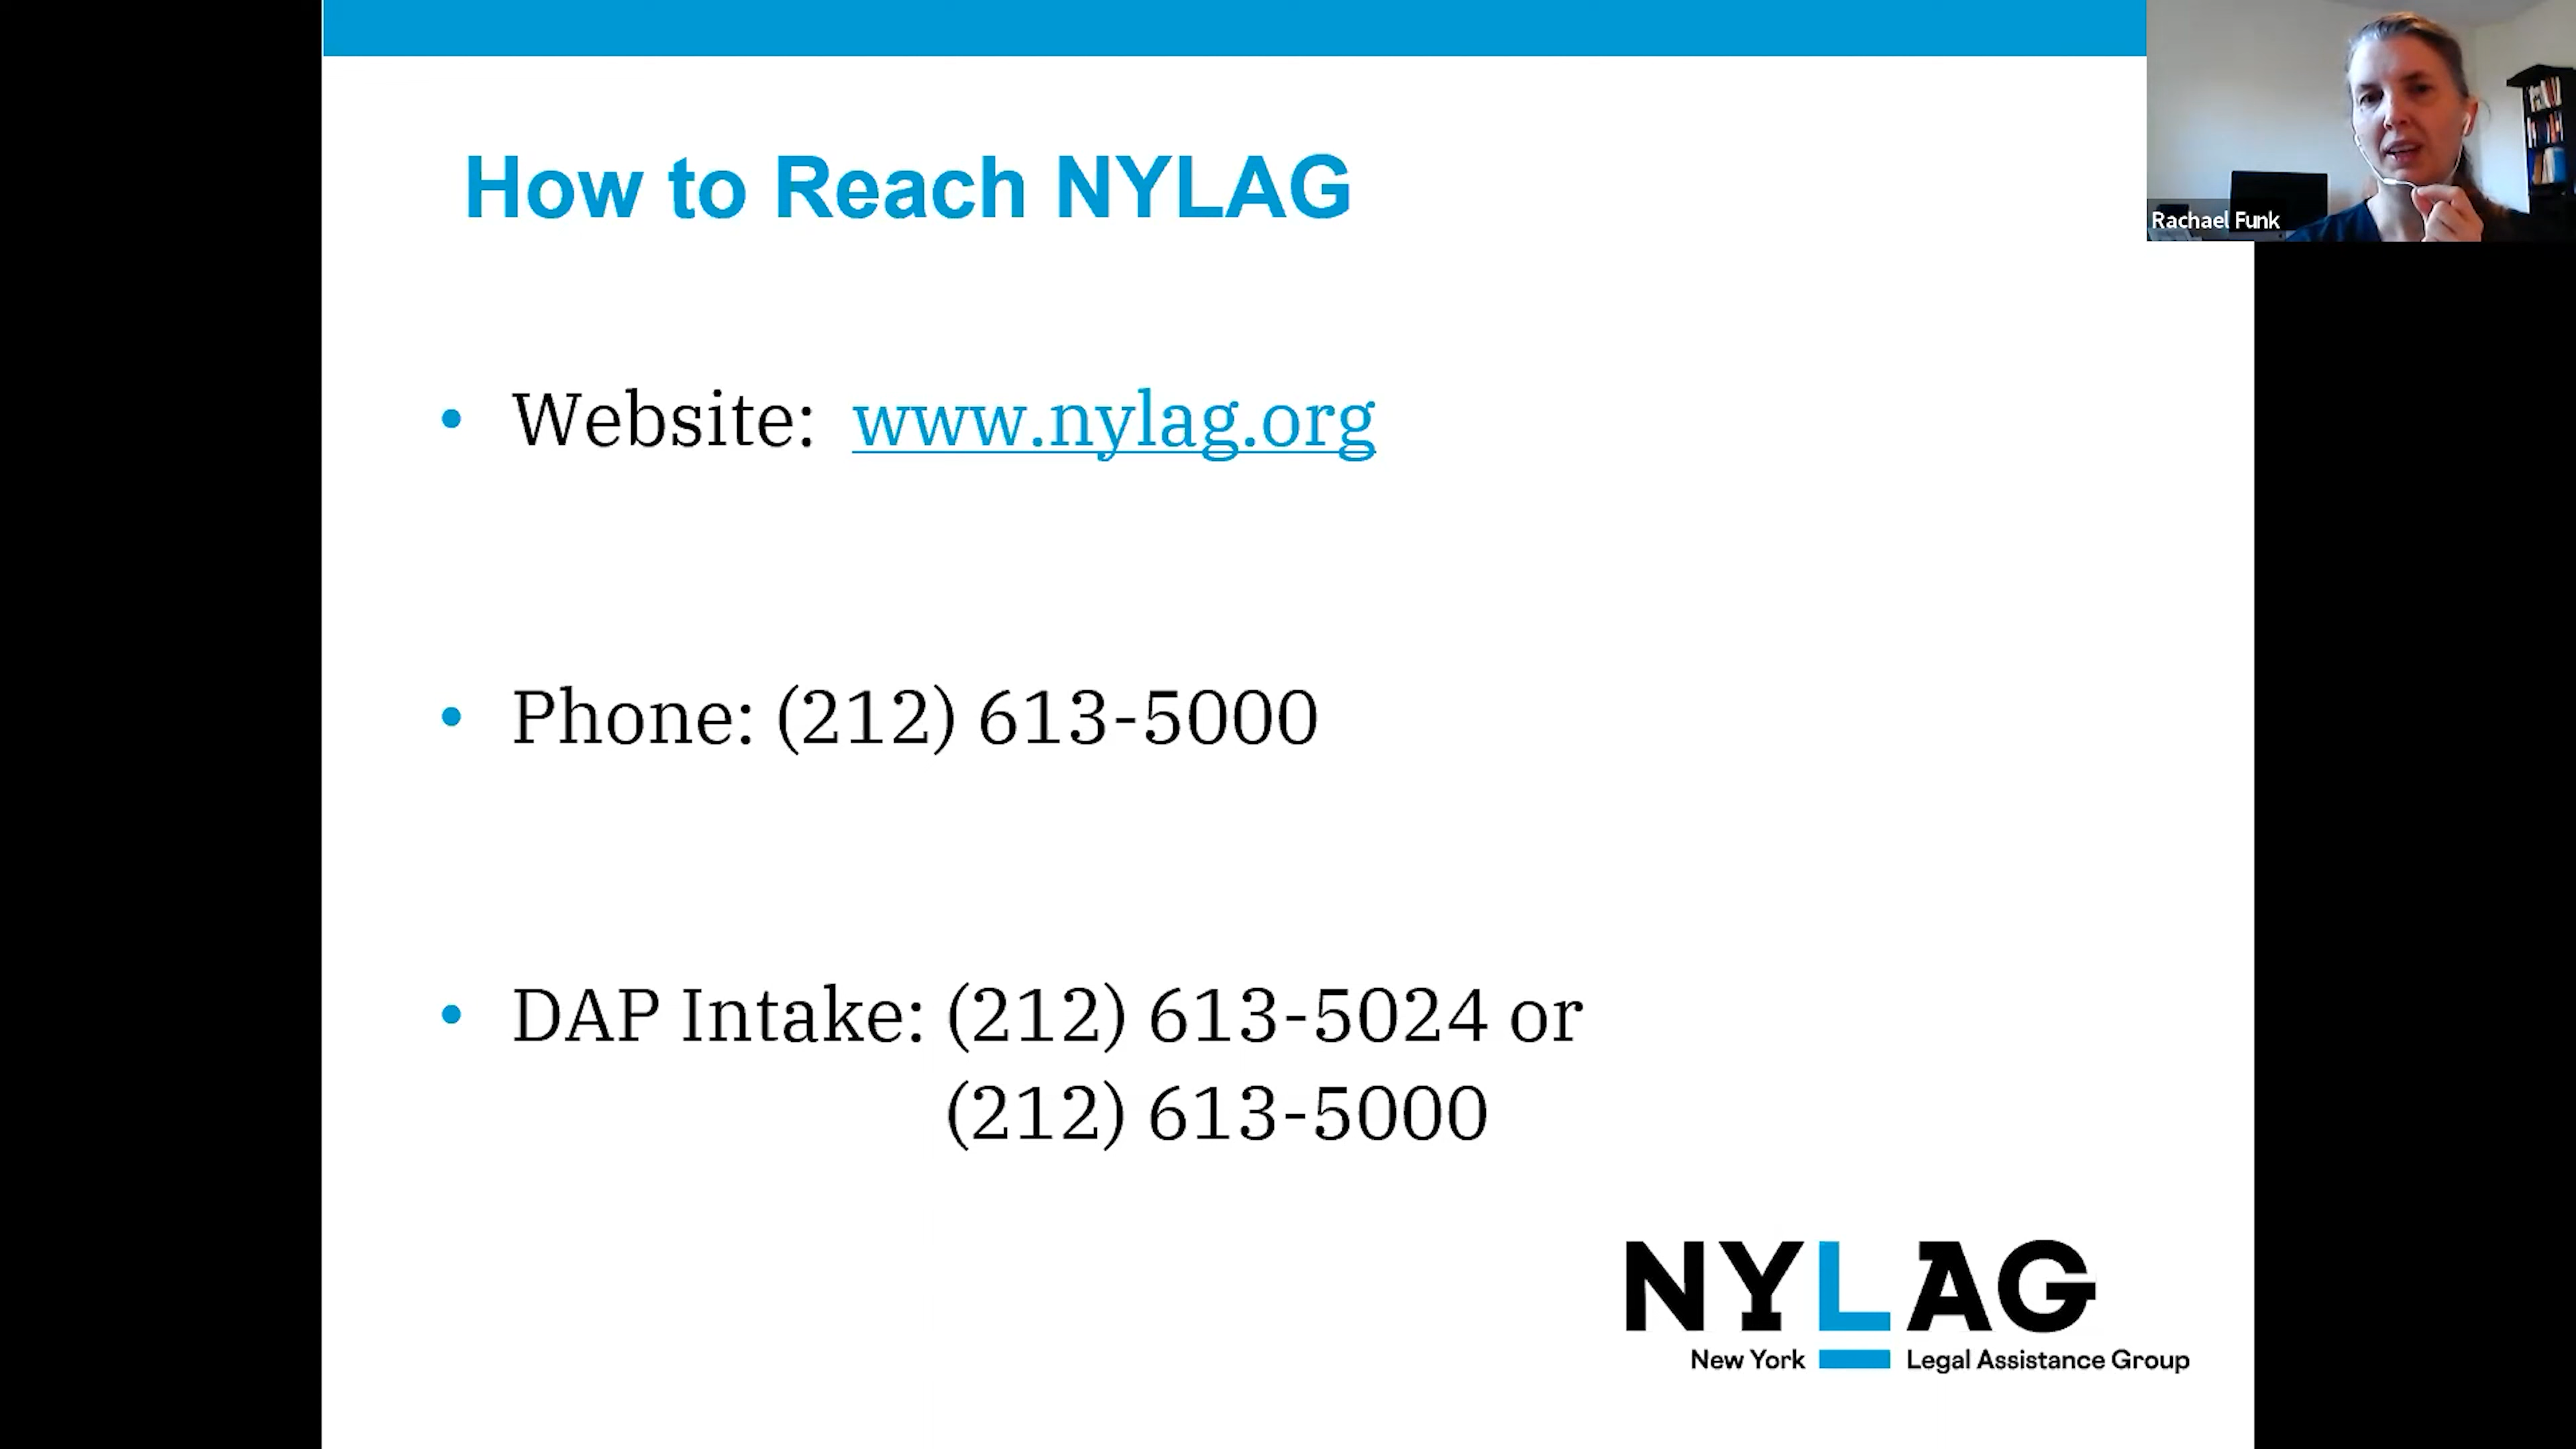 How to Reach NYLAG
Rachael Funk
• Website: www.nylag.org
• Phone: (212) 613-5000
• DAP Intake: (212) 613-5024 or
(212) 613-5000
NYLAG
New York Legal Assistance Group